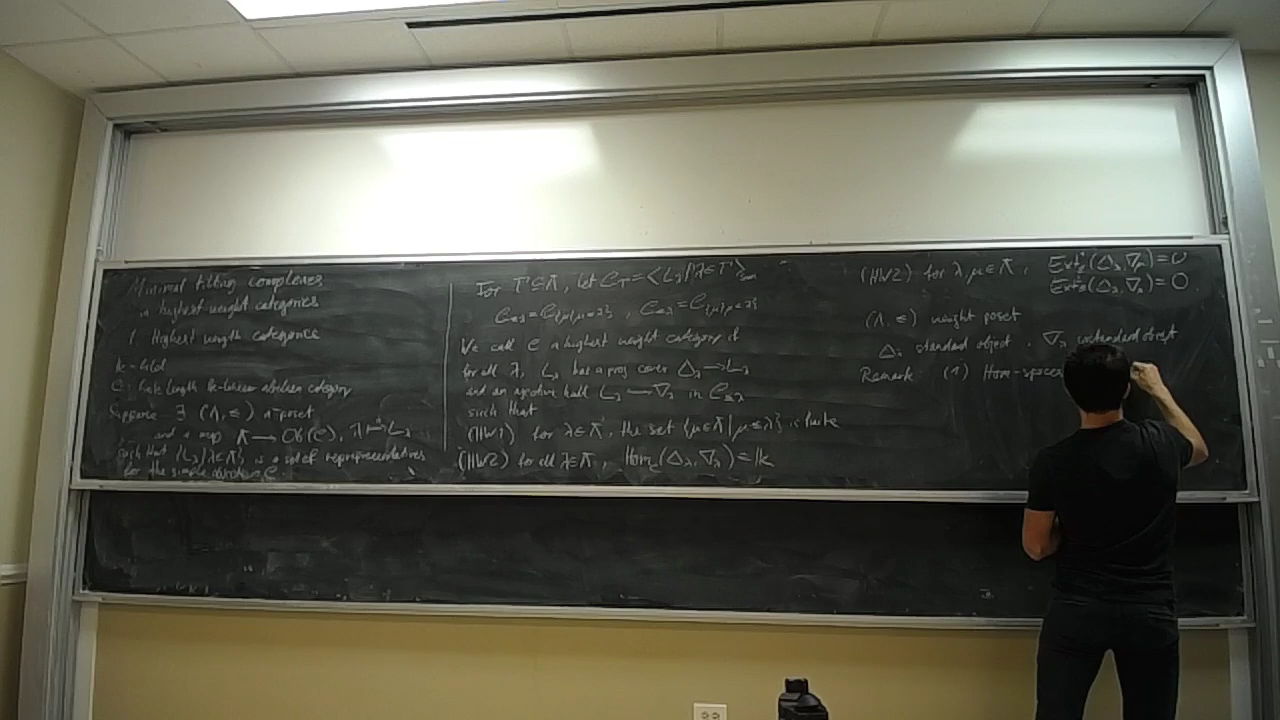 Minimal tilting complexes
in highest weight categories
1. Highest weight categories
k - field
C - finite length k-linear abelian category
Suppose ∃ (Λ, ≤) a poset
and a map Λ → Ob(C), λ ↦ L_λ
such that {L_λ | λ∈Λ} is a set of representatives
for the simple objects in C.
For Γ ⊆ Λ, let C_Γ = ⟨L_λ | λ∈Γ⟩
C_≤λ = C_{μ | μ≤λ} , C_<λ = C_{μ | μ<λ}
We call C a highest weight category if
for all λ, L_λ has a proj cover Δ_λ → L_λ
and an injective hull L_λ → ∇_λ in C_≤λ
such that
(HW1) for λ∈Λ, the set {μ∈Λ | μ≤λ} is finite
(HW2) for all λ∈Λ, Hom_C(Δ_λ, ∇_λ) = k
for λ, μ∈Λ, Ext¹_C(Δ_λ, ∇_μ) = 0
Ext²_C(Δ_λ, ∇_μ) = 0.
(Λ, ≤) weight poset
Δ_λ standard object, ∇_λ costandard object
Remark: (1) Hom-spaces